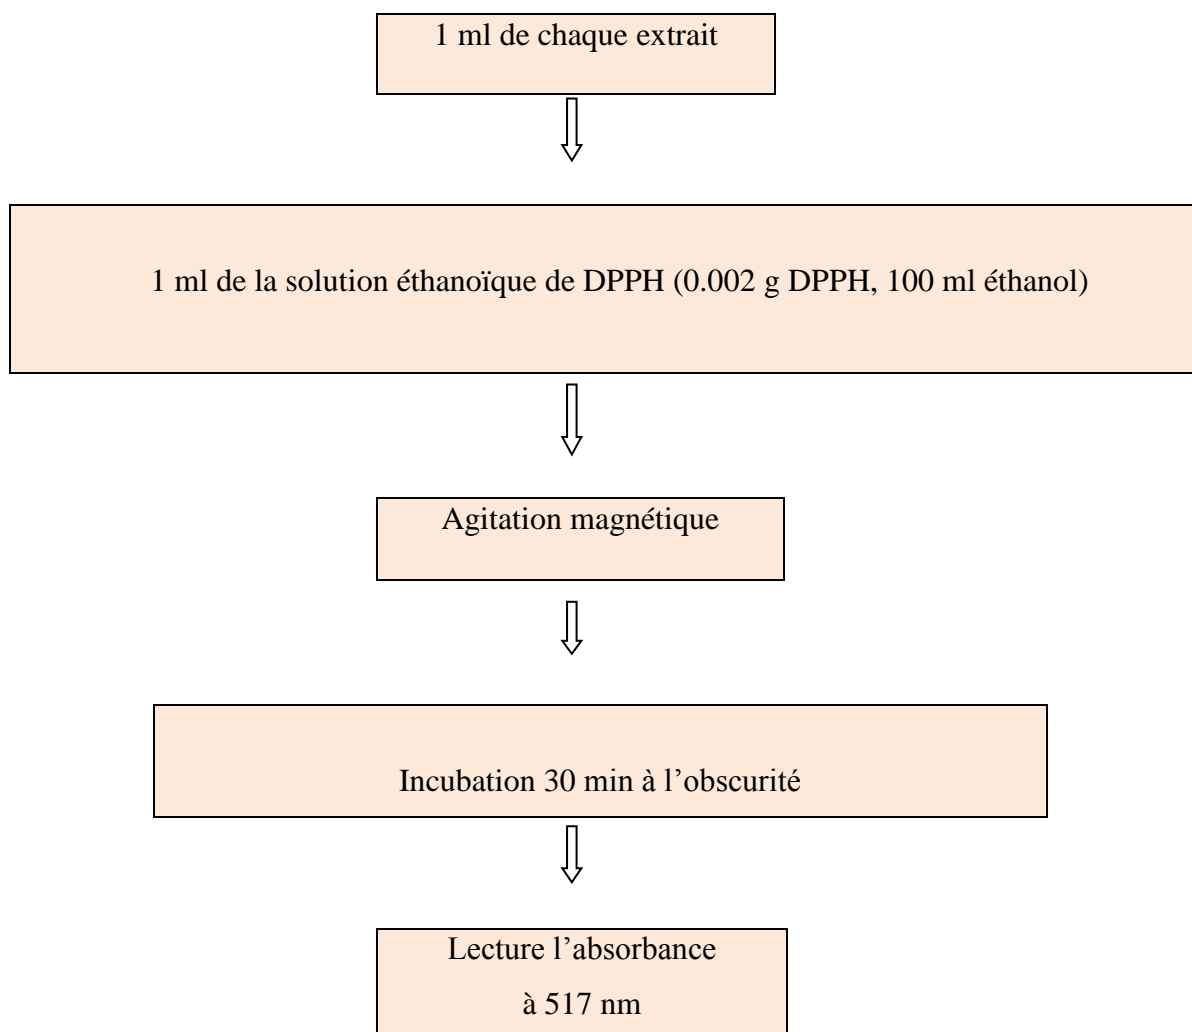 1 ml de chaque extrait
1 ml de la solution éthanoïque de DPPH (0.002 g DPPH, 100 ml éthanol)
Agitation magnétique
Incubation 30 min à l’obscurité
Lecture l’absorbance
à 517 nm